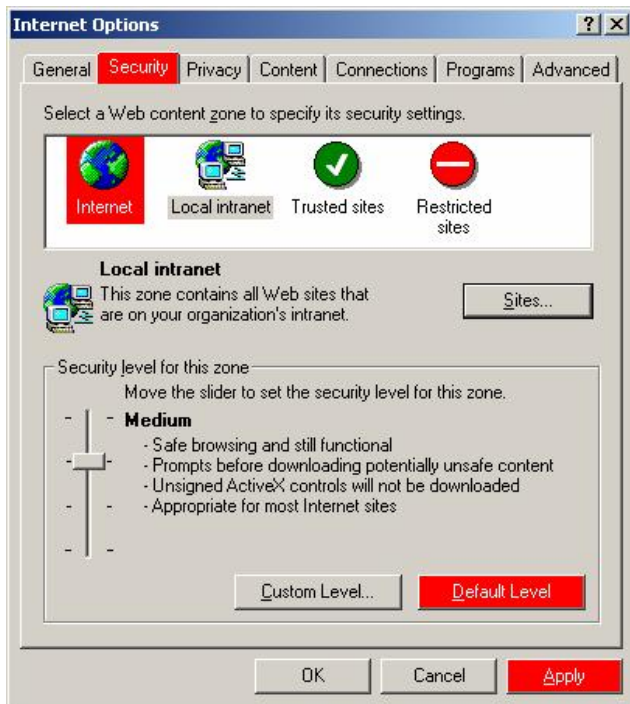 Internet Options
General Security Privacy Content Connections Programs Advanced
Select a Web content zone to specify its security settings.
Internet Local intranet Trusted sites Restricted
sites
Local intranet
This zone contains all Web sites that
are on your organization's intranet.
Sites...
Security level for this zone
Move the slider to set the security level for this zone.
Medium
- Safe browsing and still functional
- Prompts before downloading potentially unsafe content
- Unsigned ActiveX controls will not be downloaded
- Appropriate for most Internet sites
Custom Level... Default Level
OK Cancel Apply